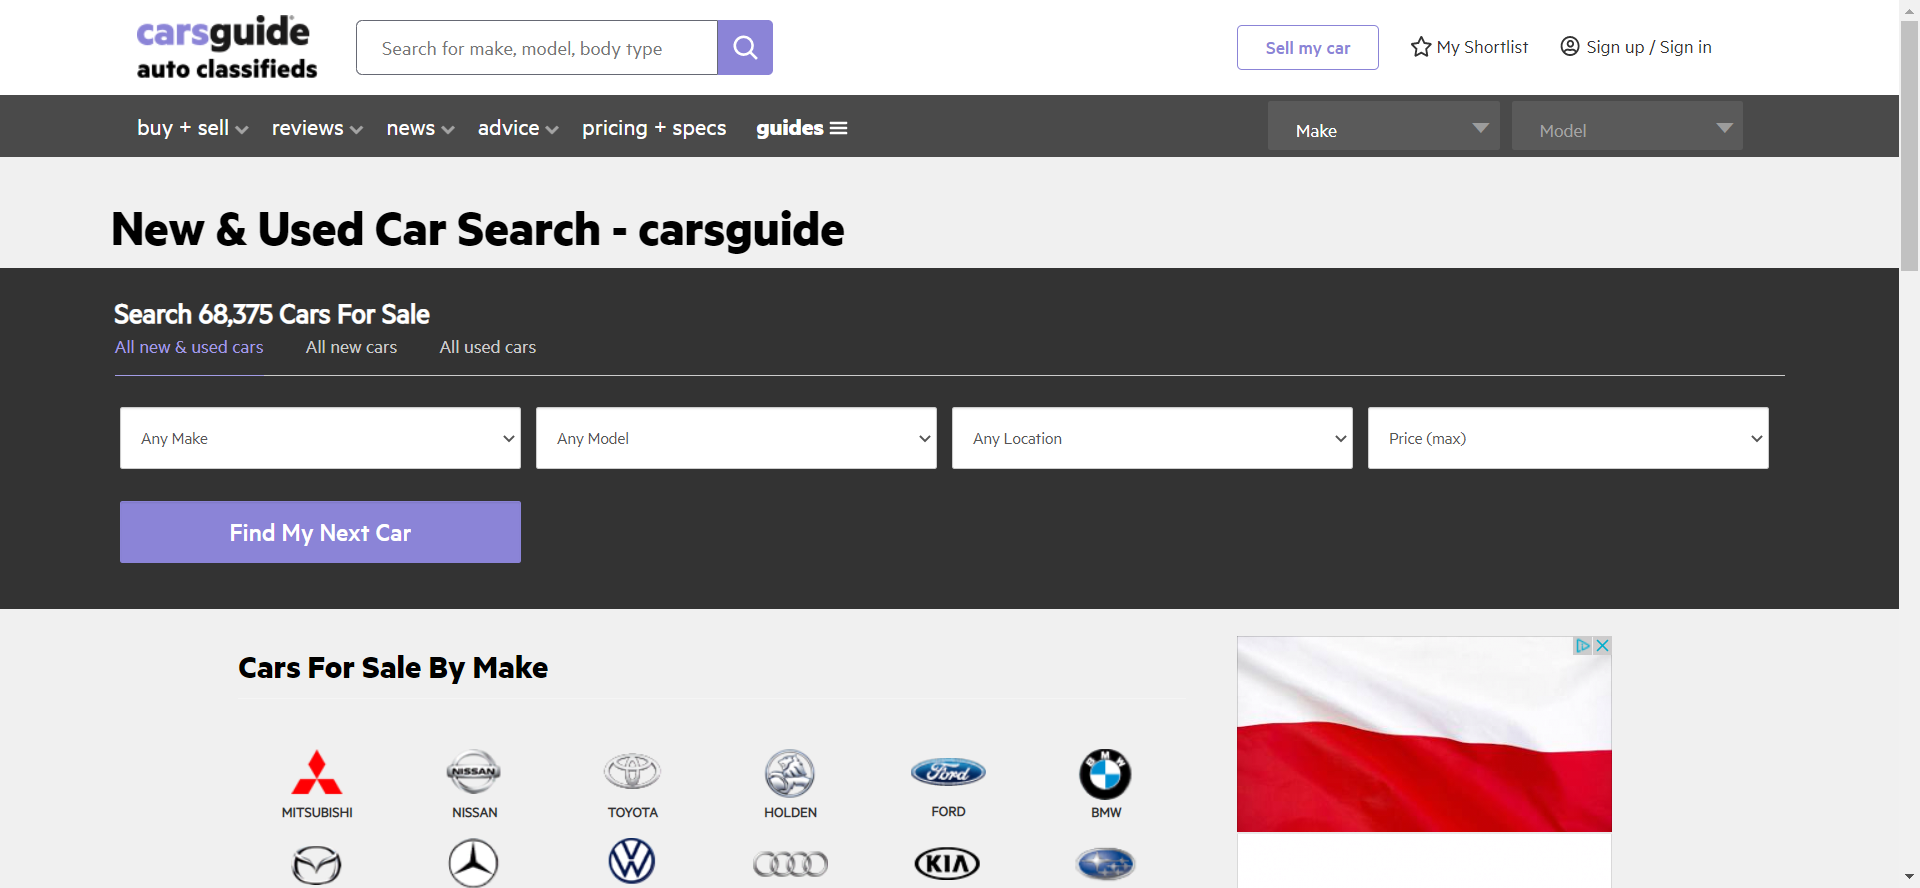 carsguide
auto classifieds
Search for make, model, body type
Sell my car
My Shortlist
Sign up / Sign in
buy + sell
reviews
news
advice
pricing + specs
guides
Make
Model
New & Used Car Search - carsguide
Search 68,375 Cars For Sale
All new & used cars
All new cars
All used cars
Any Make
Any Model
Any Location
Price (max)
Find My Next Car
Cars For Sale By Make
NISSAN
Ford
BMW
MITSUBISHI
NISSAN
TOYOTA
HOLDEN
FORD
BMW
KIA